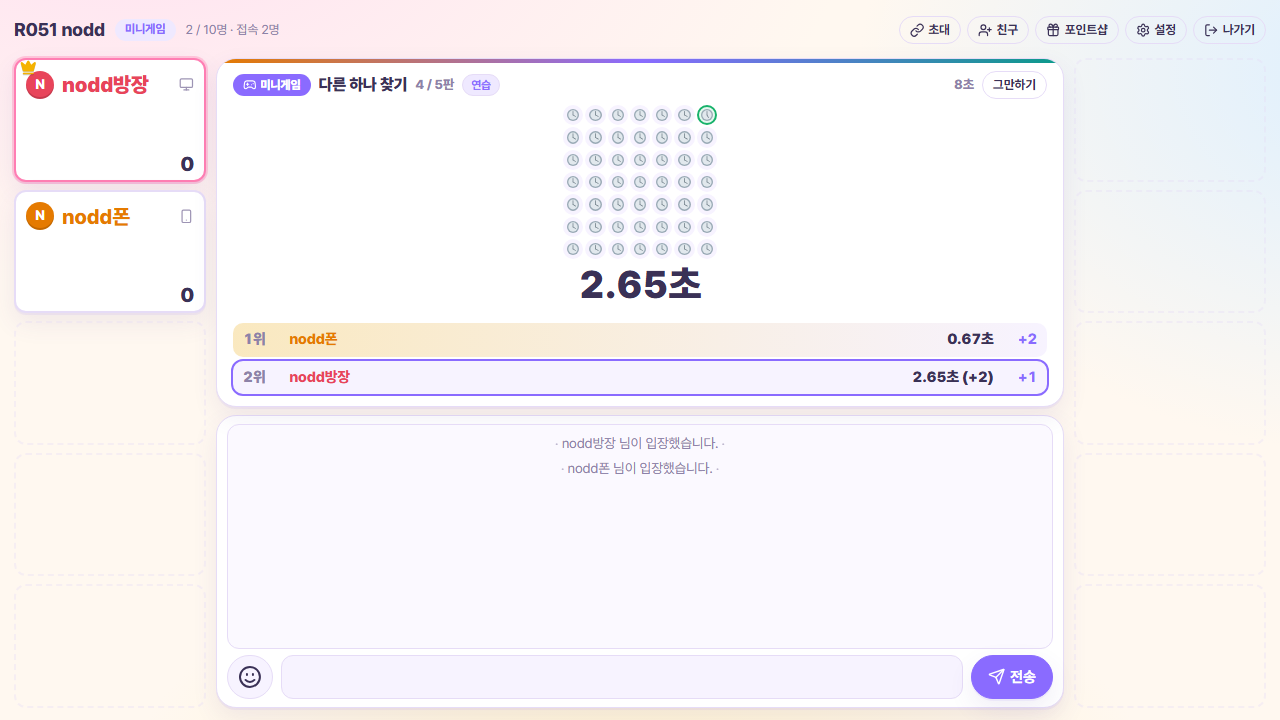 R051 nodd 미니게임 2 / 10명 · 접속 2명 초대 친구 포인트샵 설정 나가기
N nodd방장
0
N nodd폰
0
미니게임 다른 하나 찾기 4 / 5판 연습 8초 그만하기
2.65초
1위 nodd폰 0.67초 +2
2위 nodd방장 2.65초 (+2) +1
· nodd방장 님이 입장했습니다. ·
· nodd폰 님이 입장했습니다. ·
전송